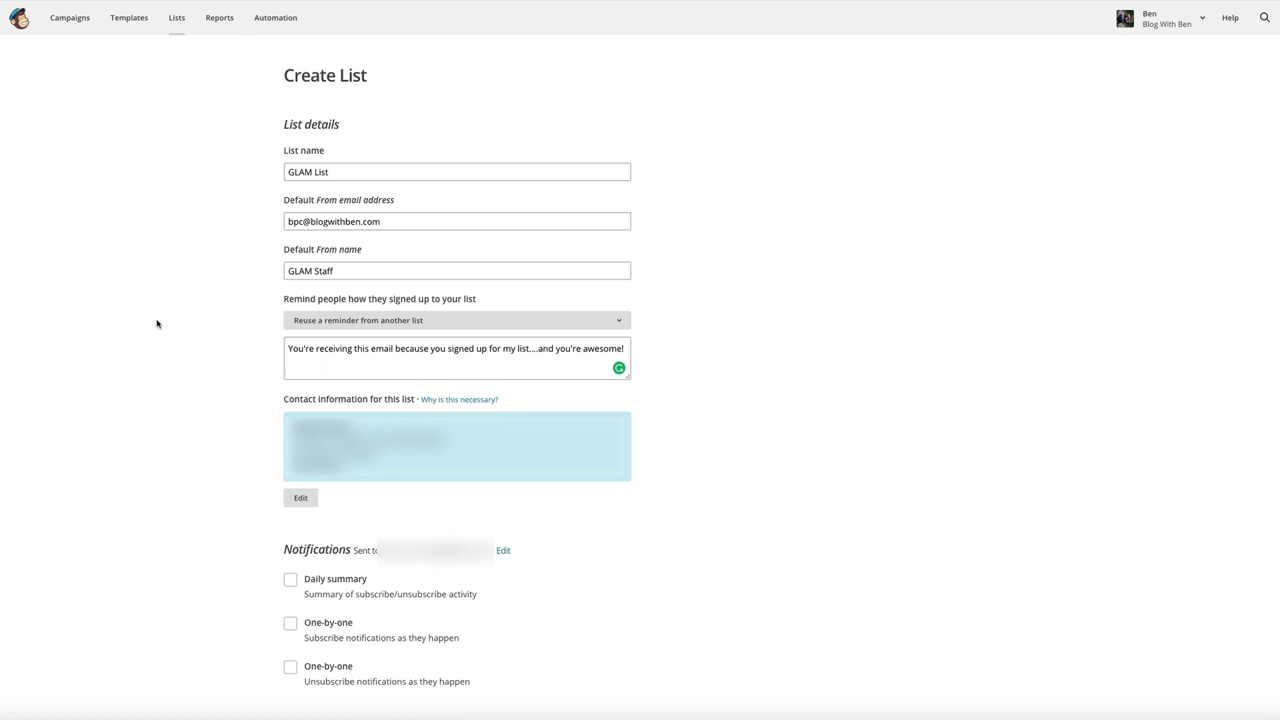 Campaigns Templates Lists Reports Automation
Ben
Blog With Ben
Help
Create List
List details
List name
GLAM List
Default From email address
bpc@blogwithben.com
Default From name
GLAM Staff
Remind people how they signed up to your list
Reuse a reminder from another list
You're receiving this email because you signed up for my list....and you're awesome!
Contact information for this list · Why is this necessary?
Edit
Notifications Sent to Edit
Daily summary
Summary of subscribe/unsubscribe activity
One-by-one
Subscribe notifications as they happen
One-by-one
Unsubscribe notifications as they happen